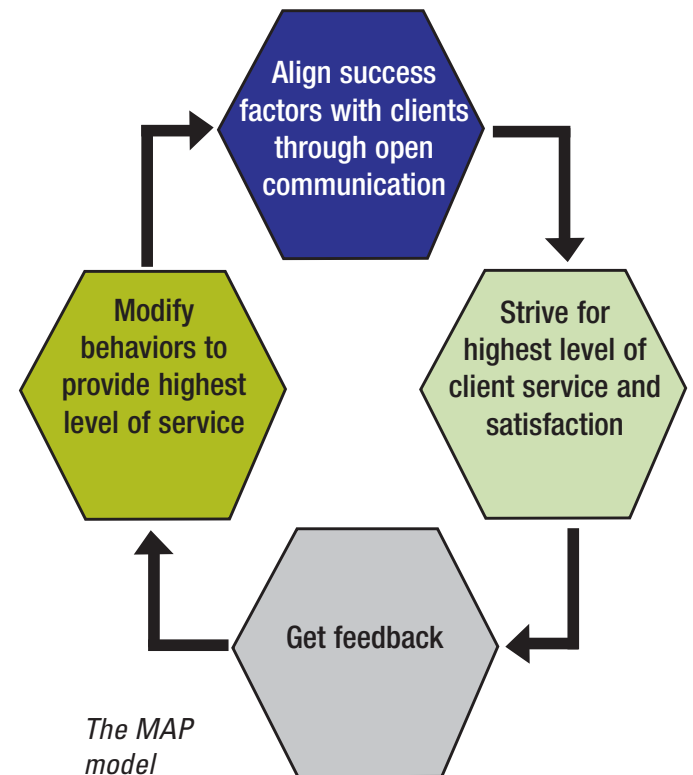 Align success
factors with clients
through open
communication
Strive for
highest level of
client service and
satisfaction
Get feedback
Modify
behaviors to
provide highest
level of service
The MAP
model